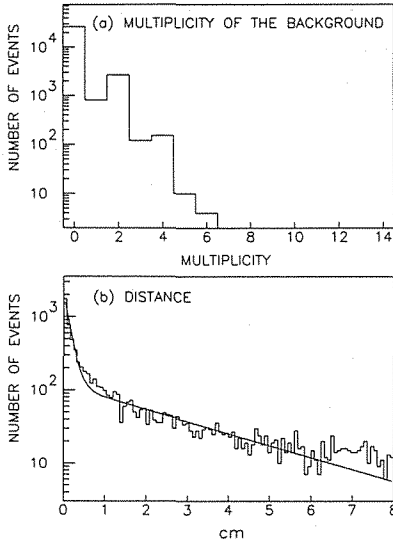 (a) MULTIPLICITY OF THE BACKGROUND
NUMBER OF EVENTS
10^4
10^3
10^2
10
0 2 4 6 8 10 12 14
MULTIPLICITY
(b) DISTANCE
NUMBER OF EVENTS
10^3
10^2
10
0 1 2 3 4 5 6 7 8
cm